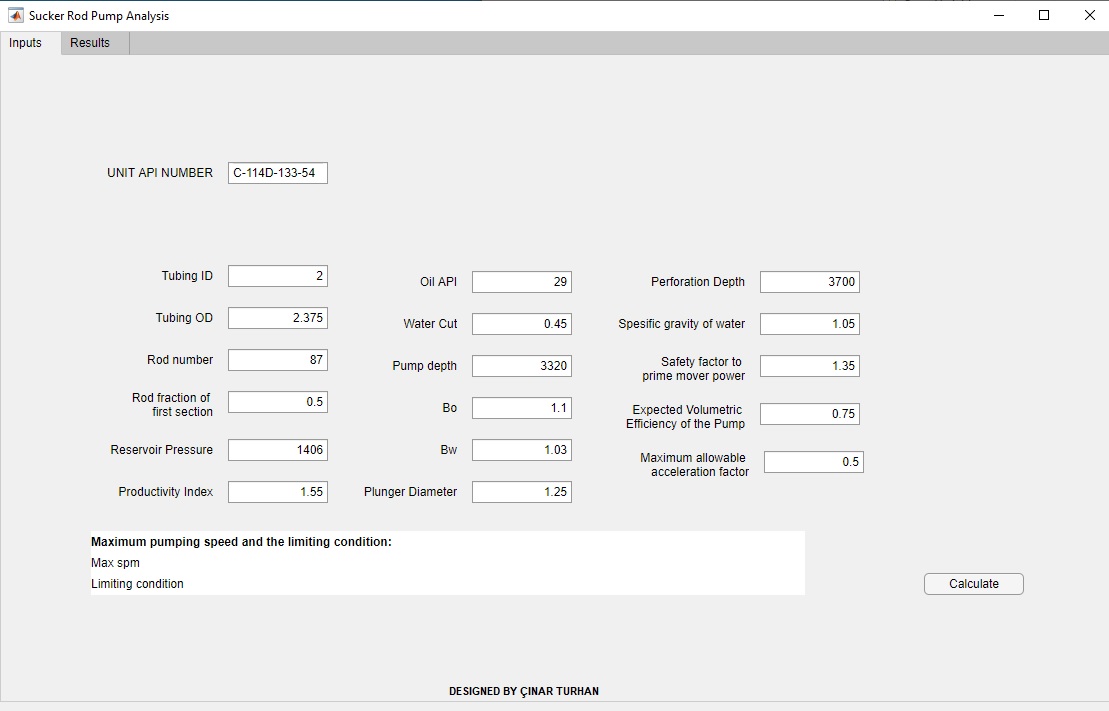 Sucker Rod Pump Analysis
Inputs Results
UNIT API NUMBER C-114D-133-54
Tubing ID 2
Tubing OD 2.375
Rod number 87
Rod fraction of
first section 0.5
Reservoir Pressure 1406
Productivity Index 1.55
Oil API 29
Water Cut 0.45
Pump depth 3320
Bo 1.1
Bw 1.03
Plunger Diameter 1.25
Perforation Depth 3700
Spesific gravity of water 1.05
Safety factor to
prime mover power 1.35
Expected Volumetric
Efficiency of the Pump 0.75
Maximum allowable
acceleration factor 0.5
Maximum pumping speed and the limiting condition:
Max spm
Limiting condition
Calculate
DESIGNED BY ÇINAR TURHAN